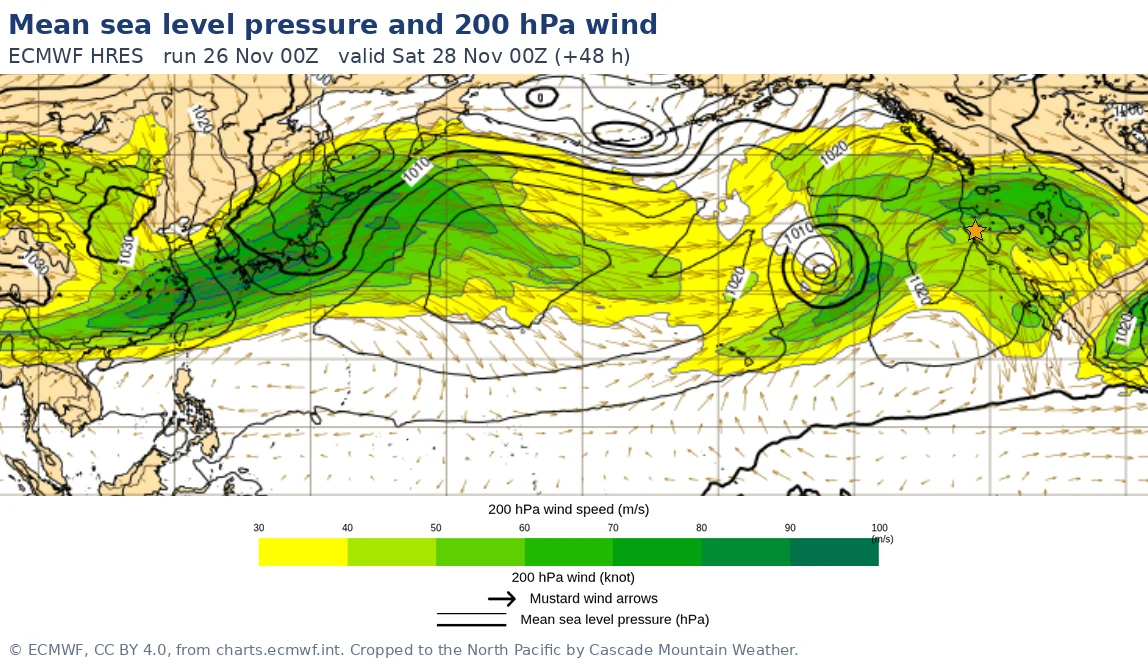 Mean sea level pressure and 200 hPa wind
ECMWF HRES run 26 Nov 00Z valid Sat 28 Nov 00Z (+48 h)
1020
0
1010
1020
1030
1010
1020
1020
1020
200 hPa wind speed (m/s)
30 40 50 60 70 80 90 100
(m/s)
200 hPa wind (knot)
Mustard wind arrows
Mean sea level pressure (hPa)
© ECMWF, CC BY 4.0, from charts.ecmwf.int. Cropped to the North Pacific by Cascade Mountain Weather.